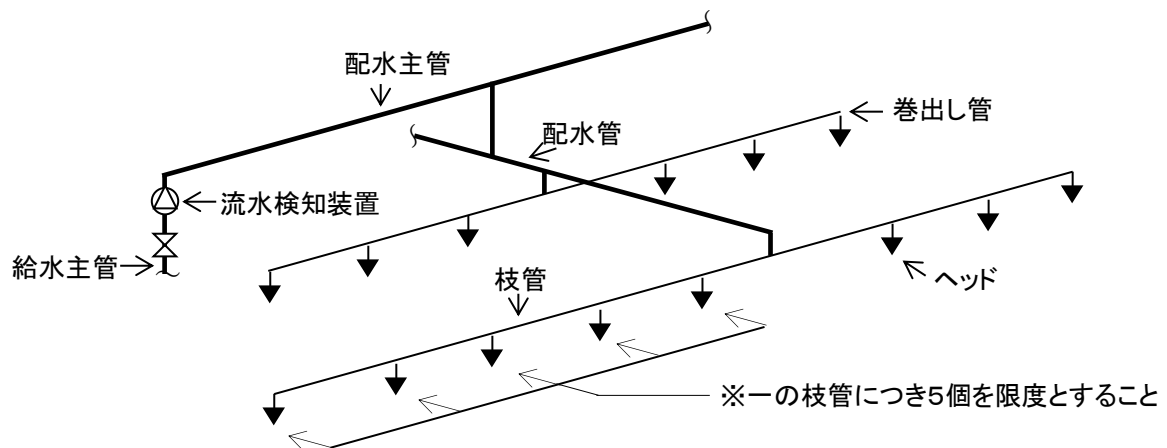 配水主管
巻出し管
配水管
流水検知装置
給水主管
ヘッド
枝管
※一の枝管につき5個を限度とすること